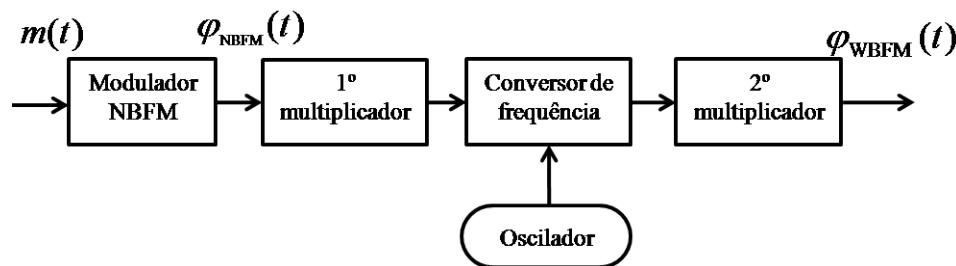 m(t)
φNBFM(t)
φWBFM(t)
Modulador
NBFM
1º
multiplicador
Conversor de
frequência
2º
multiplicador
Oscilador